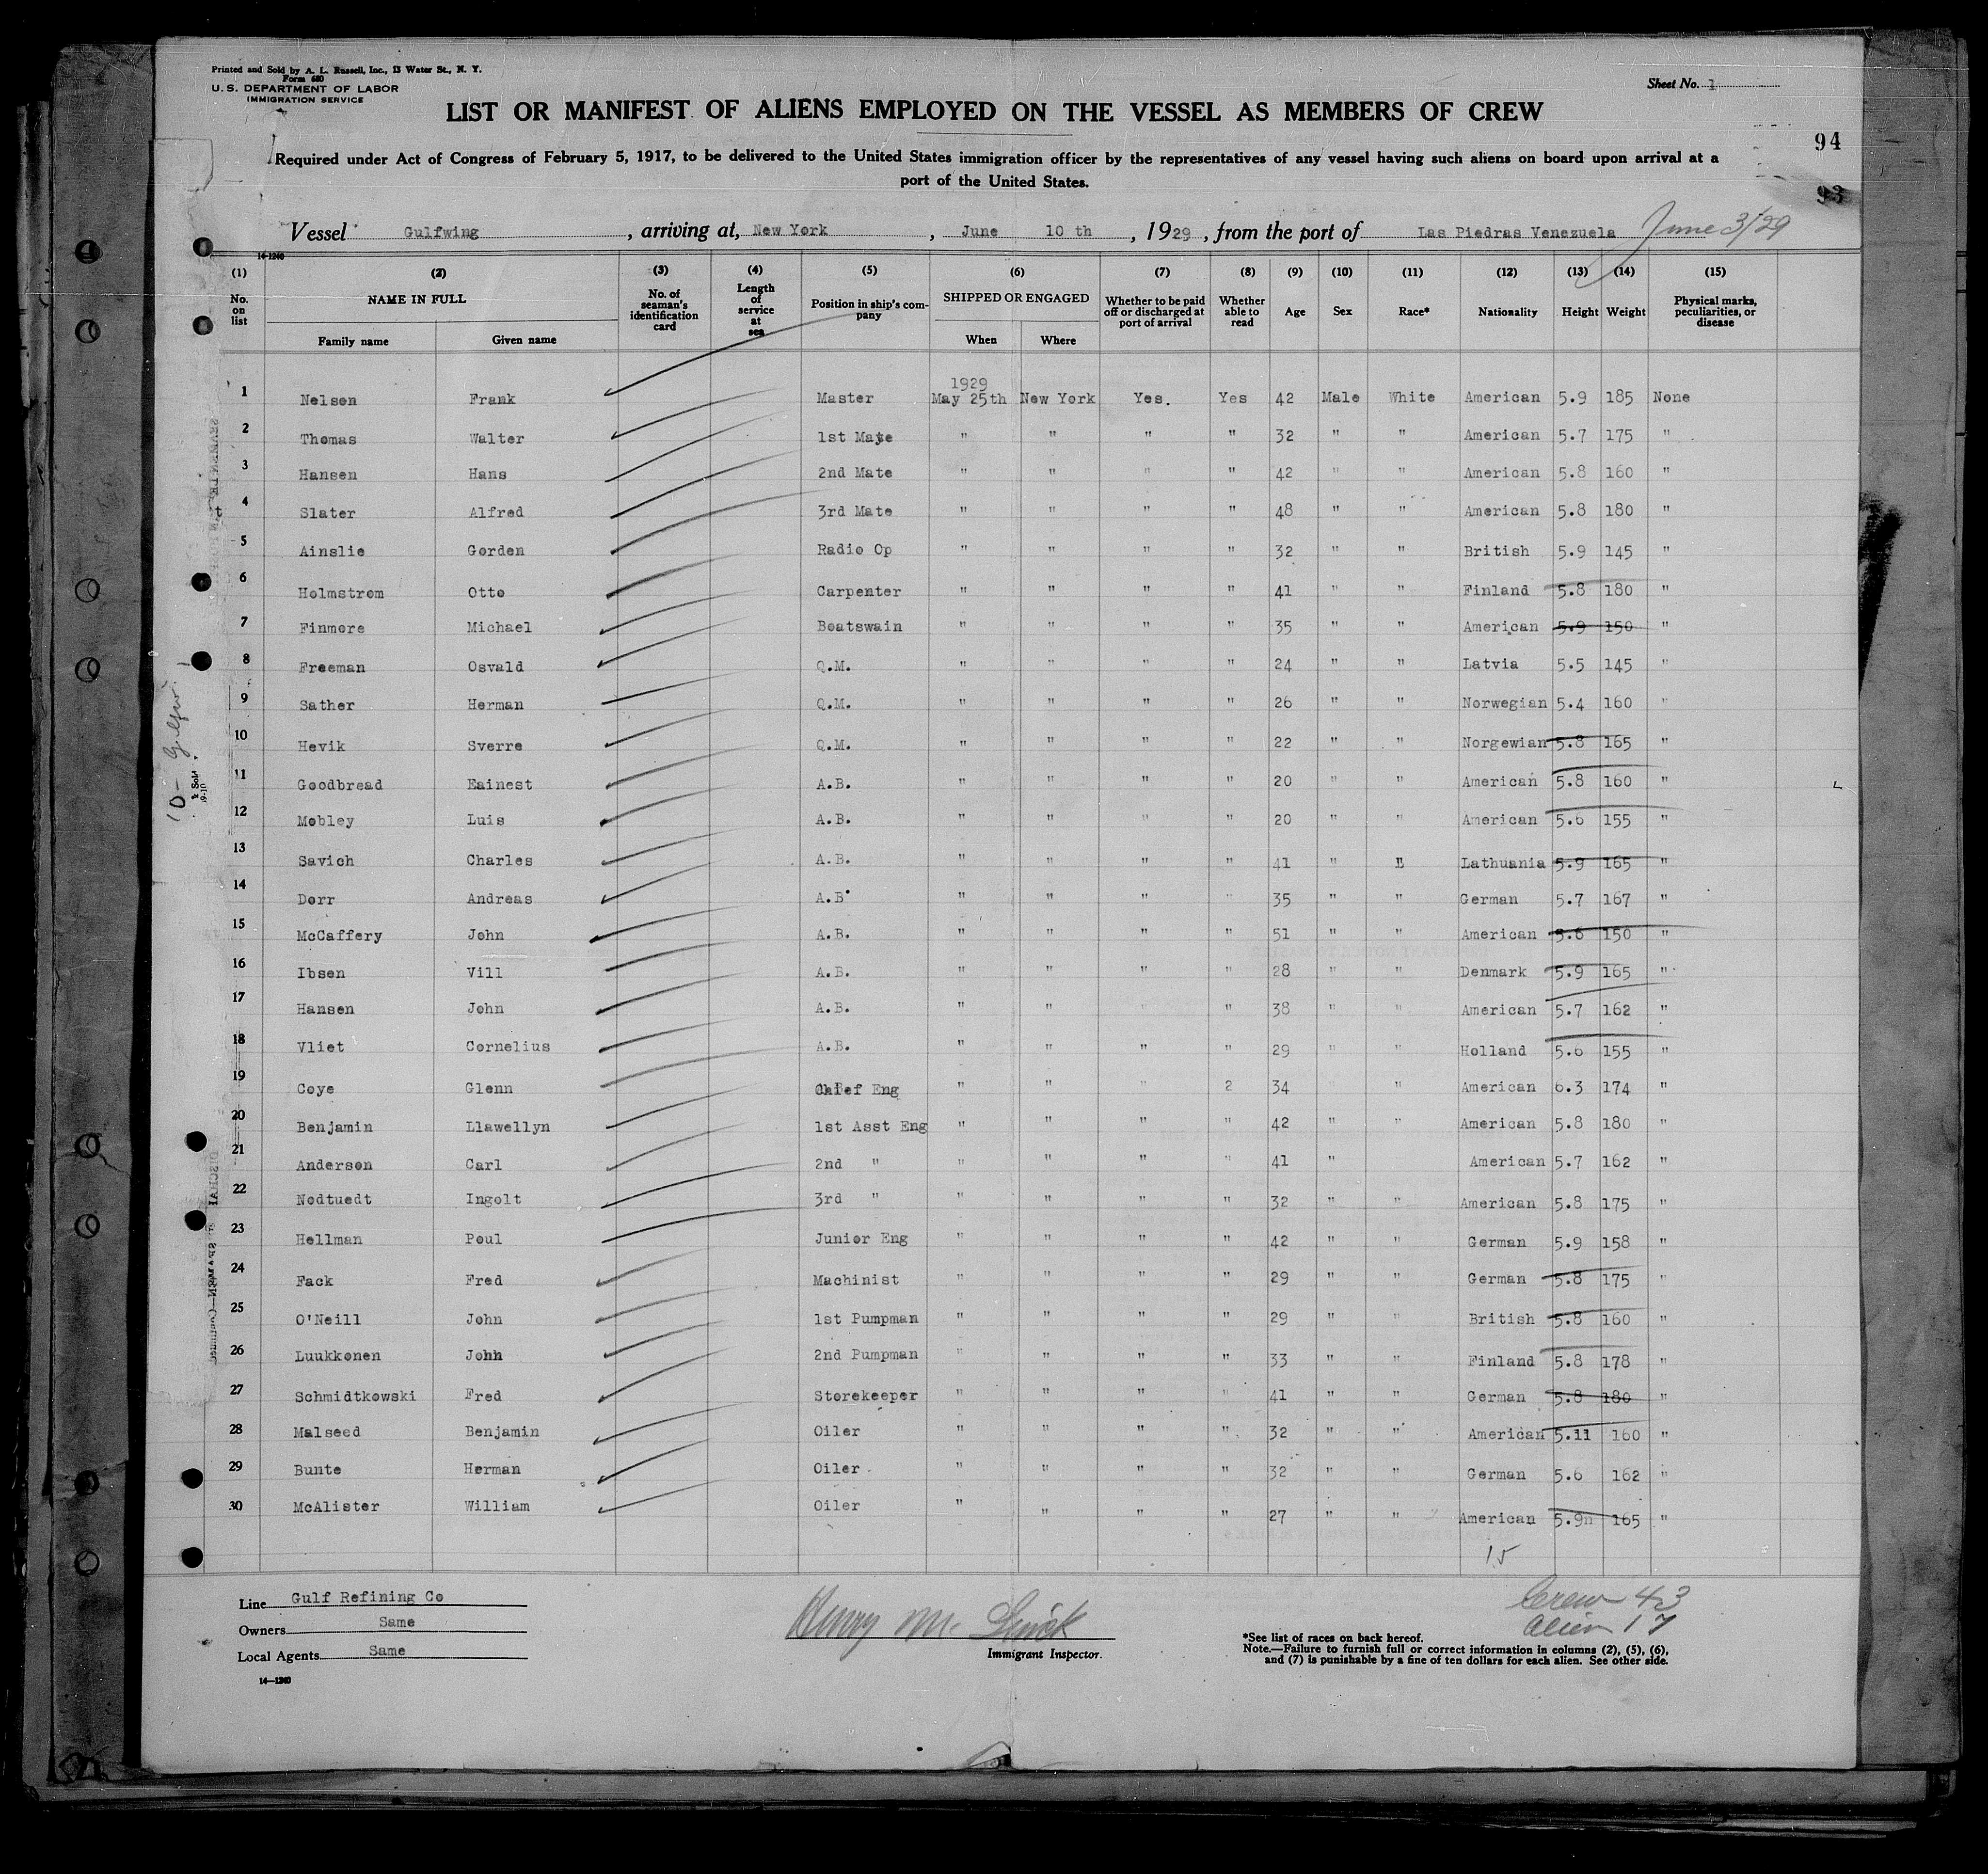 Printed and Sold by A. L. Russell, Inc., 13 Water St., N. Y.
Form 680
U. S. DEPARTMENT OF LABOR
IMMIGRATION SERVICE
Sheet No. 1
LIST OR MANIFEST OF ALIENS EMPLOYED ON THE VESSEL AS MEMBERS OF CREW
94
Required under Act of Congress of February 5, 1917, to be delivered to the United States immigration officer by the representatives of any vessel having such aliens on board upon arrival at a
port of the United States.
93
Vessel Gulfwing, arriving at, New York, June 10 th, 1929, from the port of Las Piedras Venezuela June 3/29
14-1240
(1) (2) (3) (4) (5) (6) (7) (8) (9) (10) (11) (12) (13) (14) (15)
No. on list NAME IN FULL Family name Given name No. of seaman's identification card Length of service at sea Position in ship's company SHIPPED OR ENGAGED When Where Whether to be paid off or discharged at port of arrival Whether able to read Age Sex Race* Nationality Height Weight Physical marks, peculiarities, or disease
1929
1 Nelson Frank Master May 25th New York Yes. Yes 42 Male White American 5.9 185 None
2 Thomas Walter 1st Mate " " " " 32 " " American 5.7 175 "
3 Hansen Hans 2nd Mate " " " " 42 " " American 5.8 160 "
4 Slater Alfred 3rd Mate " " " " 48 " " American 5.8 180 "
5 Ainslie Gorden Radio Op " " " " 32 " " British 5.9 145 "
6 Holmstrom Otto Carpenter " " " " 41 " " Finland 5.8 180 "
7 Finmore Michael Boatswain " " " " 35 " " American 5.9 150 "
8 Freeman Osvald Q.M. " " " " 24 " " Latvia 5.5 145 "
9 Sather Herman Q.M. " " " " 26 " " Norwegian 5.4 160 "
10 Hevik Sverre Q.M. " " " " 22 " " Norgewian 5.8 165 "
11 Goodbread Eainest A.B. " " " " 20 " " American 5.8 160 "
12 Mobley Luis A.B. " " " " 20 " " American 5.6 155 "
13 Savich Charles A.B. " " " " 41 " " Lathuania 5.9 165 "
14 Dorr Andreas A.B. " " " " 35 " " German 5.7 167 "
15 McCaffery John A.B. " " " " 51 " " American 5.6 150 "
16 Ibsen Vill A.B. " " " " 28 " " Denmark 5.9 165 "
17 Hansen John A.B. " " " " 38 " " American 5.7 162 "
18 Vliet Cornelius A.B. " " " " 29 " " Holland 5.6 155 "
19 Coye Glenn Chief Eng " " " 2 34 " " American 6.3 174 "
20 Benjamin Llawellyn 1st Asst Eng " " " " 42 " " American 5.8 180 "
21 Anderson Carl 2nd " " " " " 41 " American 5.7 162 "
22 Nodtuedt Ingolt 3rd " " " " " 32 " " American 5.8 175 "
23 Hellman Poul Junior Eng " " " " 42 " " German 5.9 158 "
24 Fack Fred Machinist " " " " 29 " " German 5.8 175 "
25 O'Neill John 1st Pumpman " " " " 29 " " British 5.8 160 "
26 Luukkonen John 2nd Pumpman " " " " 33 " " Finland 5.8 178 "
27 Schmidtkowski Fred Storekeeper " " " " 41 " " German 5.8 180 "
28 Malseed Benjamin Oiler " " " " 32 " " American 5.11 160 "
29 Bunte Herman Oiler " " " " 32 " " German 5.6 162 "
30 McAlister William Oiler " " " " 27 " " American 5.9n 165 "
15
Line Gulf Refining Co
Owners Same
Local Agents Same
14-1240
Henry Mc
Immigrant Inspector.
Crew 43
Alien 17
*See list of races on back hereof.
Note.—Failure to furnish full or correct information in columns (2), (5), (6),
and (7) is punishable by a fine of ten dollars for each alien. See other side.